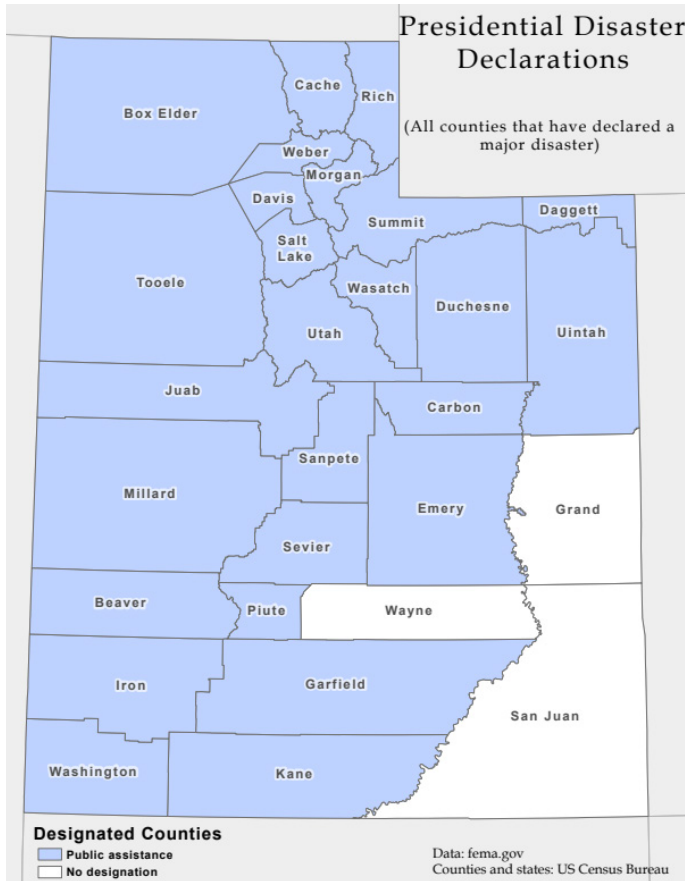 Presidential Disaster
Declarations
(All counties that have declared a
major disaster)
Cache
Rich
Box Elder
Weber
Morgan
Davis
Summit
Daggett
Salt
Lake
Tooele
Wasatch
Duchesne
Utah
Uintah
Juab
Carbon
Sanpete
Millard
Emery
Grand
Sevier
Beaver
Piute
Wayne
Iron
Garfield
San Juan
Washington
Kane
Designated Counties
Public assistance
No designation
Data: fema.gov
Counties and states: US Census Bureau